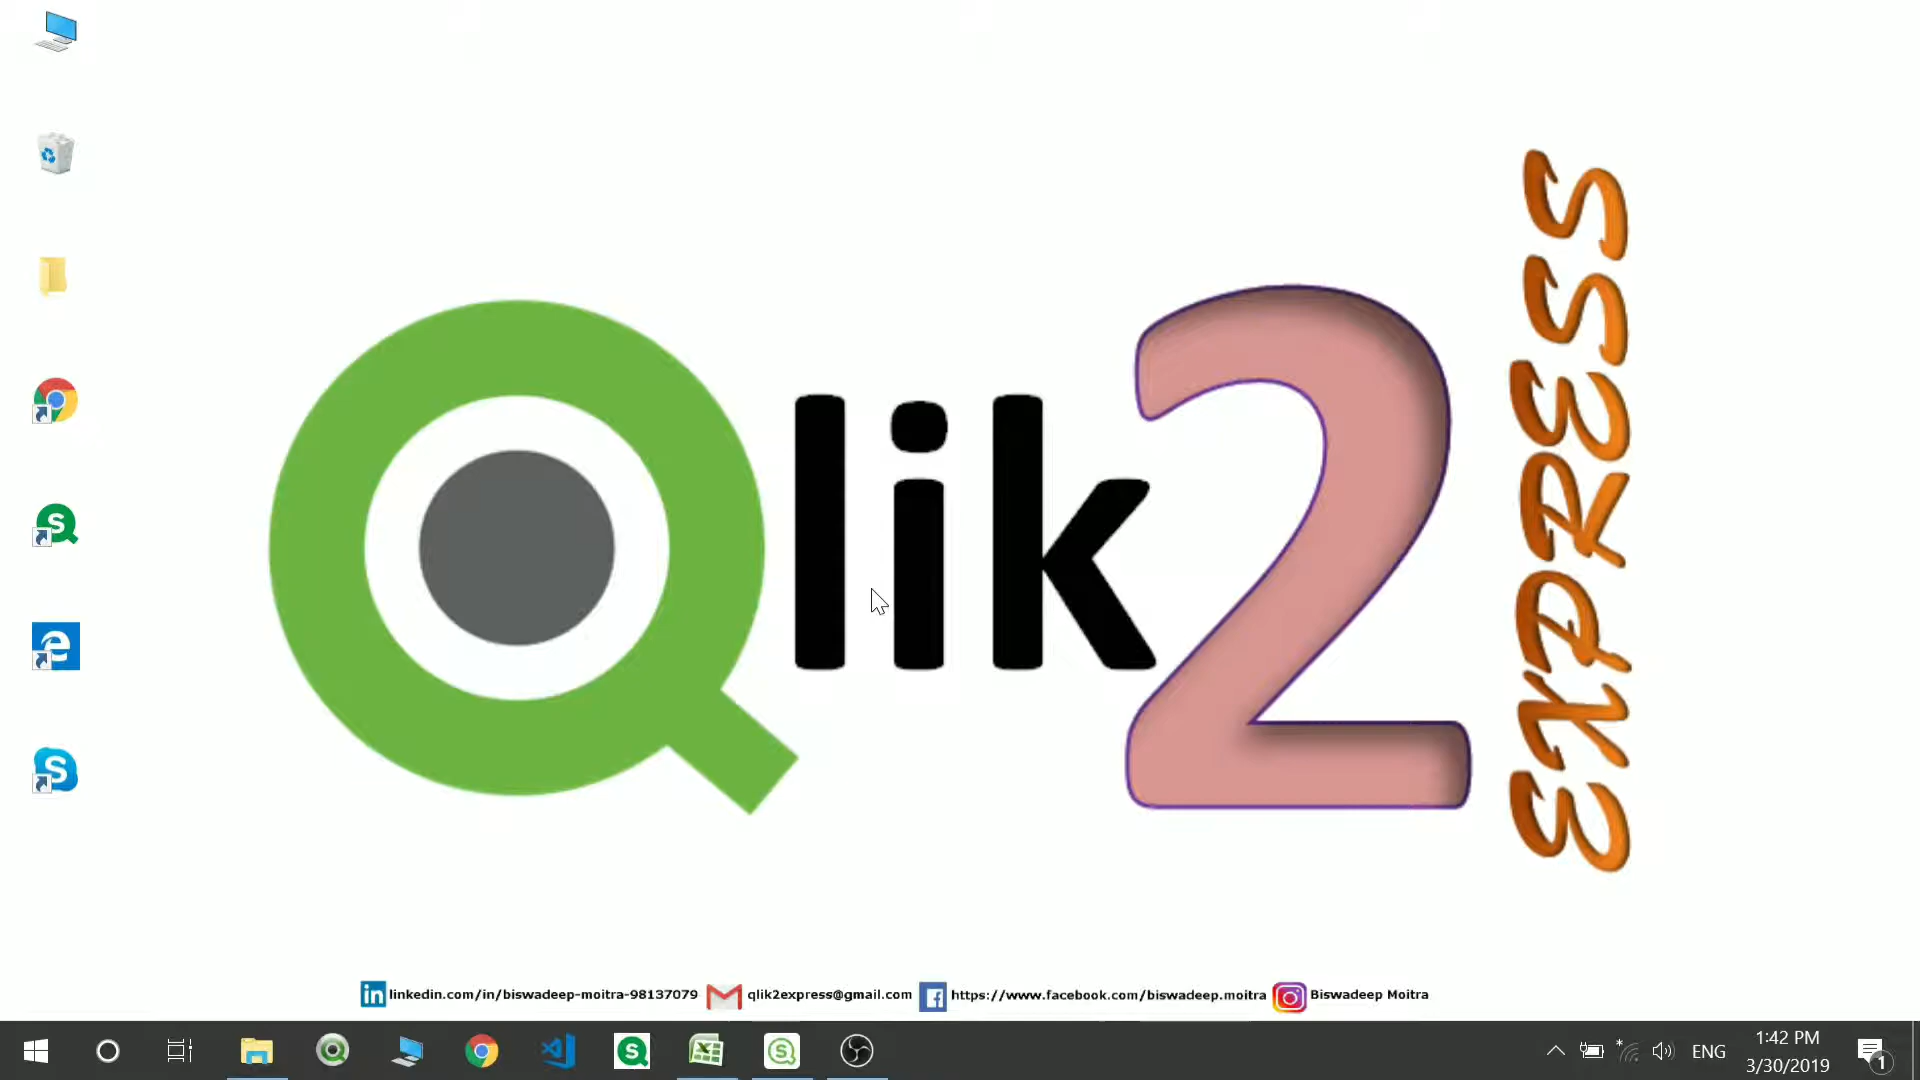 Qlik2
EXPRESS
linkedin.com/in/biswadeep-moitra-98137079 qlik2express@gmail.com https://www.facebook.com/biswadeep.moitra Biswadeep Moitra
ENG
1:42 PM
3/30/2019
1